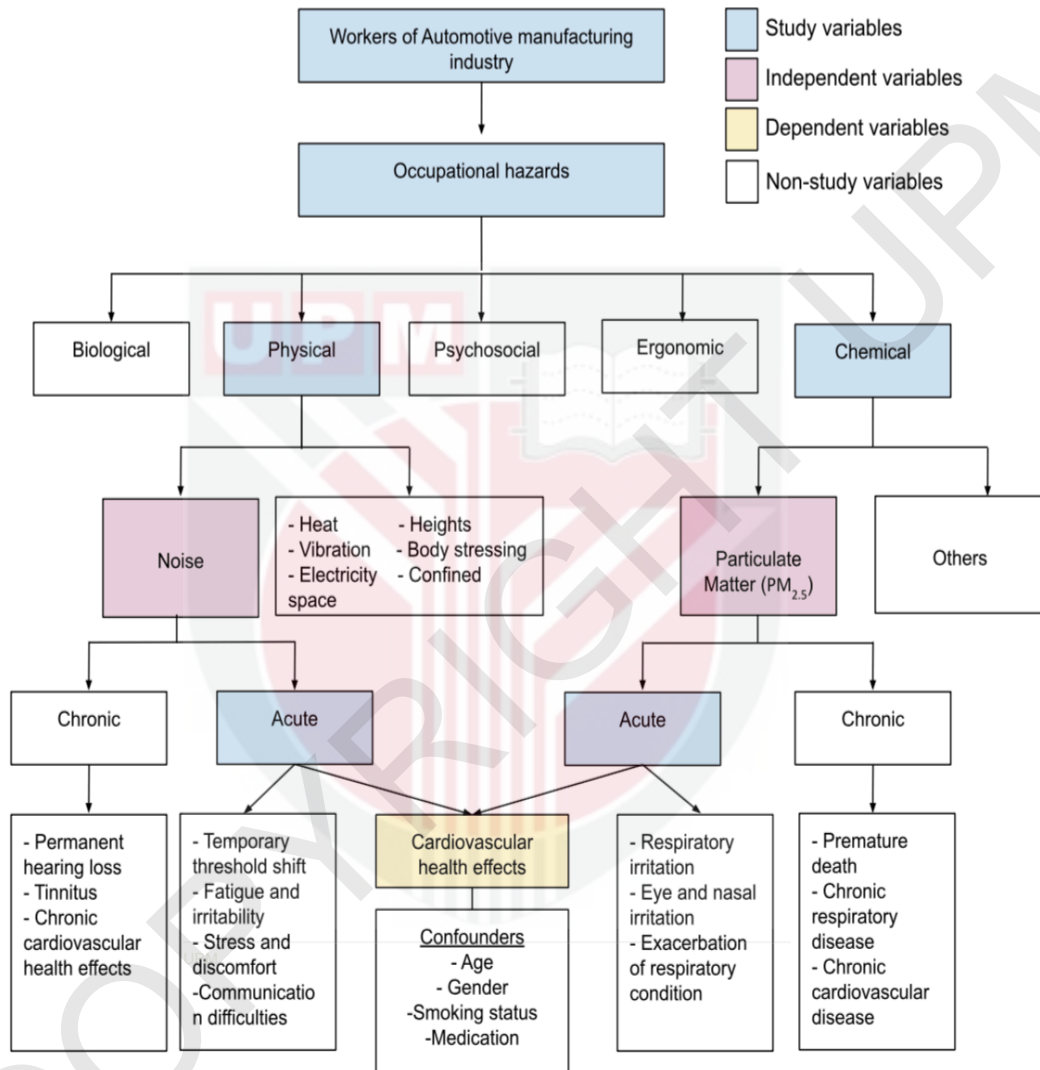 Workers of Automotive manufacturing
industry
Study variables
Independent variables
Dependent variables
Non-study variables
Occupational hazards
UPM
Biological
Physical
Psychosocial
Ergonomic
Chemical
Noise
- Heat - Heights
- Vibration - Body stressing
- Electricity - Confined
space
Particulate
Matter (PM2.5)
Others
Chronic
Acute
Acute
Chronic
- Permanent
hearing loss
- Tinnitus
- Chronic
cardiovascular
health effects
- Temporary
threshold shift
- Fatigue and
irritability
- Stress and
discomfort
-Communicatio
n difficulties
Cardiovascular
health effects
Confounders
- Age
- Gender
-Smoking status
-Medication
- Respiratory
irritation
- Eye and nasal
irritation
- Exacerbation
of respiratory
condition
- Premature
death
- Chronic
respiratory
disease
- Chronic
cardiovascular
disease
COPYRIGHT UPM